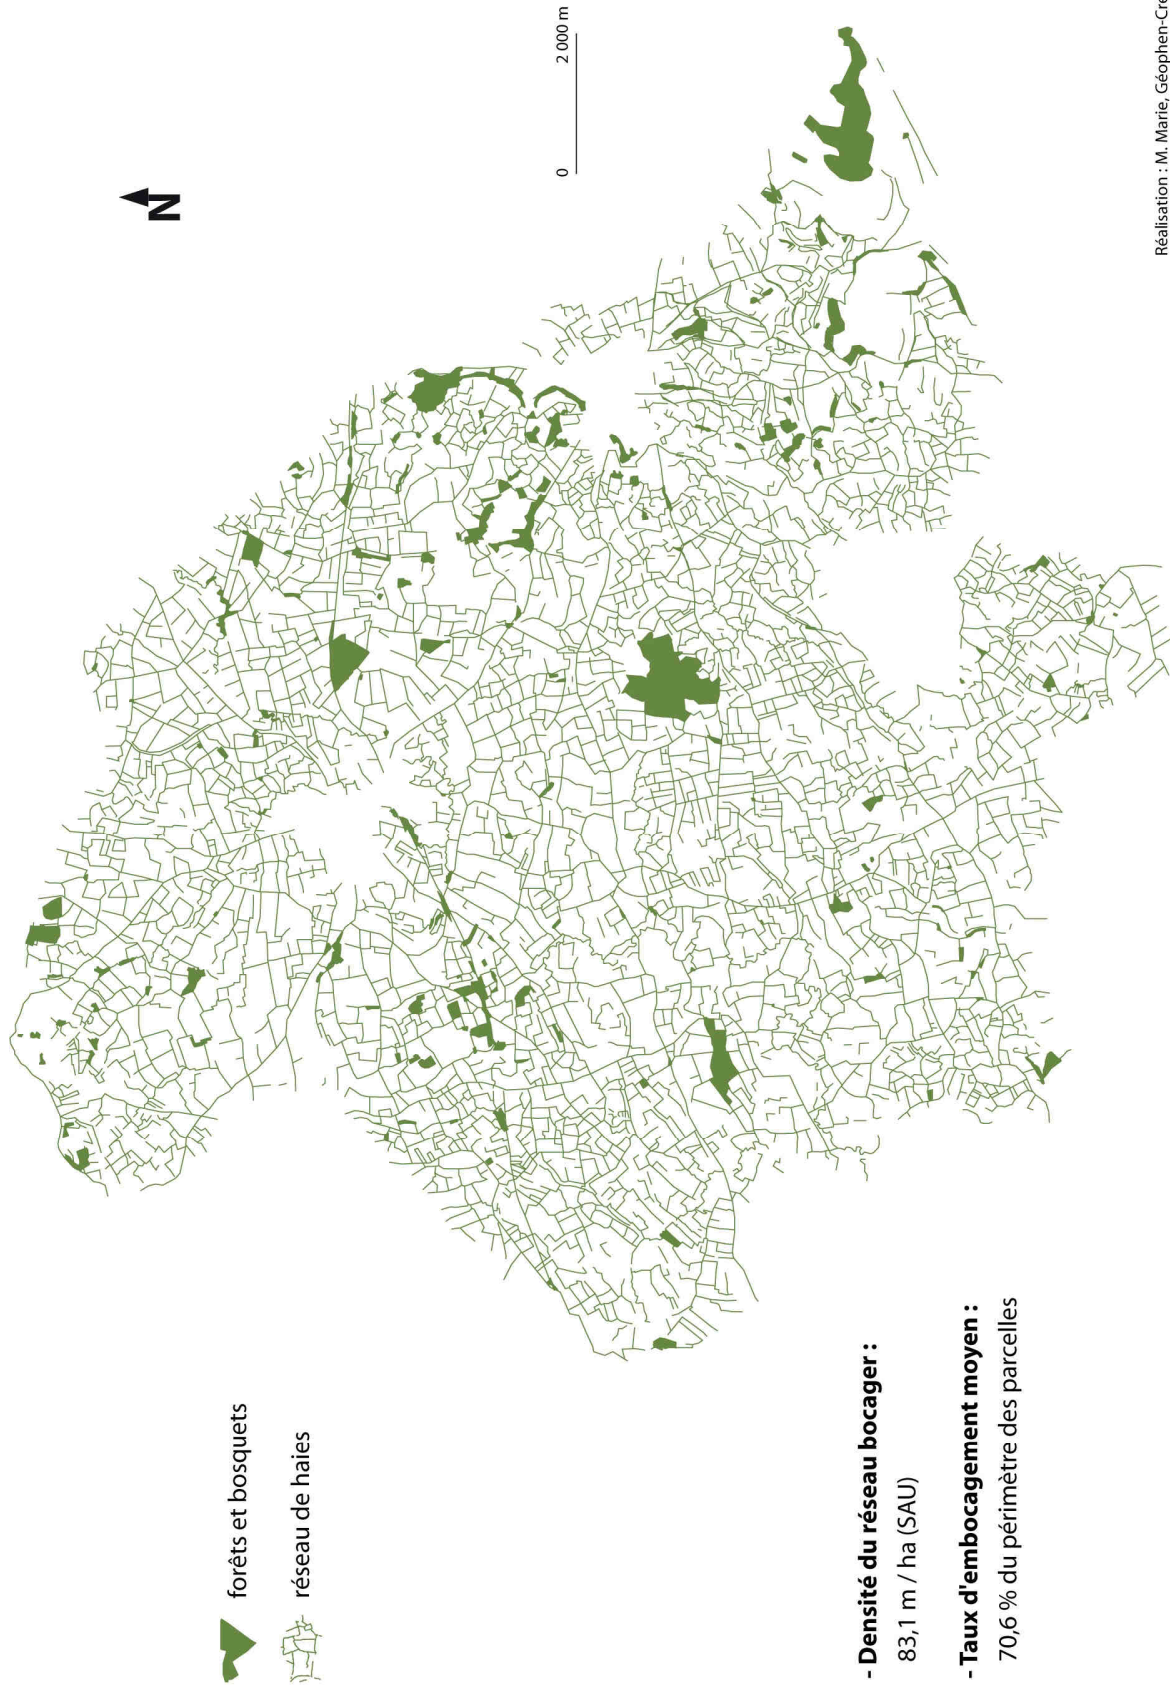 forêts et bosquets
réseau de haies
- Densité du réseau bocager :
83,1 m / ha (SAU)
- Taux d'embocagement moyen :
70,6 % du périmètre des parcelles
N
0 2 000 m
Réalisation : M. Marie, Géophen-Cre